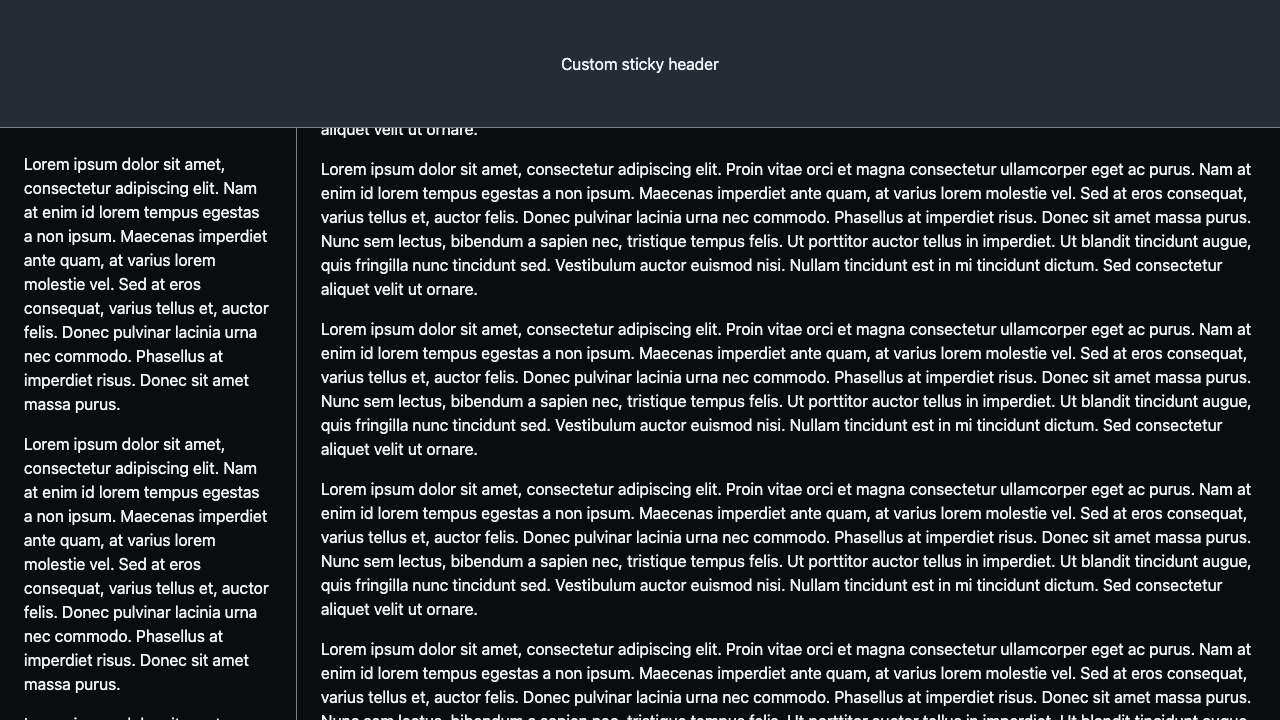 Custom sticky header
Lorem ipsum dolor sit amet,
consectetur adipiscing elit. Nam
at enim id lorem tempus egestas
a non ipsum. Maecenas imperdiet
ante quam, at varius lorem
molestie vel. Sed at eros
consequat, varius tellus et, auctor
felis. Donec pulvinar lacinia urna
nec commodo. Phasellus at
imperdiet risus. Donec sit amet
massa purus.
Lorem ipsum dolor sit amet,
consectetur adipiscing elit. Nam
at enim id lorem tempus egestas
a non ipsum. Maecenas imperdiet
ante quam, at varius lorem
molestie vel. Sed at eros
consequat, varius tellus et, auctor
felis. Donec pulvinar lacinia urna
nec commodo. Phasellus at
imperdiet risus. Donec sit amet
massa purus.
aliquet velit ut ornare.
Lorem ipsum dolor sit amet, consectetur adipiscing elit. Proin vitae orci et magna consectetur ullamcorper eget ac purus. Nam at
enim id lorem tempus egestas a non ipsum. Maecenas imperdiet ante quam, at varius lorem molestie vel. Sed at eros consequat,
varius tellus et, auctor felis. Donec pulvinar lacinia urna nec commodo. Phasellus at imperdiet risus. Donec sit amet massa purus.
Nunc sem lectus, bibendum a sapien nec, tristique tempus felis. Ut porttitor auctor tellus in imperdiet. Ut blandit tincidunt augue,
quis fringilla nunc tincidunt sed. Vestibulum auctor euismod nisi. Nullam tincidunt est in mi tincidunt dictum. Sed consectetur
aliquet velit ut ornare.
Lorem ipsum dolor sit amet, consectetur adipiscing elit. Proin vitae orci et magna consectetur ullamcorper eget ac purus. Nam at
enim id lorem tempus egestas a non ipsum. Maecenas imperdiet ante quam, at varius lorem molestie vel. Sed at eros consequat,
varius tellus et, auctor felis. Donec pulvinar lacinia urna nec commodo. Phasellus at imperdiet risus. Donec sit amet massa purus.
Nunc sem lectus, bibendum a sapien nec, tristique tempus felis. Ut porttitor auctor tellus in imperdiet. Ut blandit tincidunt augue,
quis fringilla nunc tincidunt sed. Vestibulum auctor euismod nisi. Nullam tincidunt est in mi tincidunt dictum. Sed consectetur
aliquet velit ut ornare.
Lorem ipsum dolor sit amet, consectetur adipiscing elit. Proin vitae orci et magna consectetur ullamcorper eget ac purus. Nam at
enim id lorem tempus egestas a non ipsum. Maecenas imperdiet ante quam, at varius lorem molestie vel. Sed at eros consequat,
varius tellus et, auctor felis. Donec pulvinar lacinia urna nec commodo. Phasellus at imperdiet risus. Donec sit amet massa purus.
Nunc sem lectus, bibendum a sapien nec, tristique tempus felis. Ut porttitor auctor tellus in imperdiet. Ut blandit tincidunt augue,
quis fringilla nunc tincidunt sed. Vestibulum auctor euismod nisi. Nullam tincidunt est in mi tincidunt dictum. Sed consectetur
aliquet velit ut ornare.
Lorem ipsum dolor sit amet, consectetur adipiscing elit. Proin vitae orci et magna consectetur ullamcorper eget ac purus. Nam at
enim id lorem tempus egestas a non ipsum. Maecenas imperdiet ante quam, at varius lorem molestie vel. Sed at eros consequat,
varius tellus et, auctor felis. Donec pulvinar lacinia urna nec commodo. Phasellus at imperdiet risus. Donec sit amet massa purus.